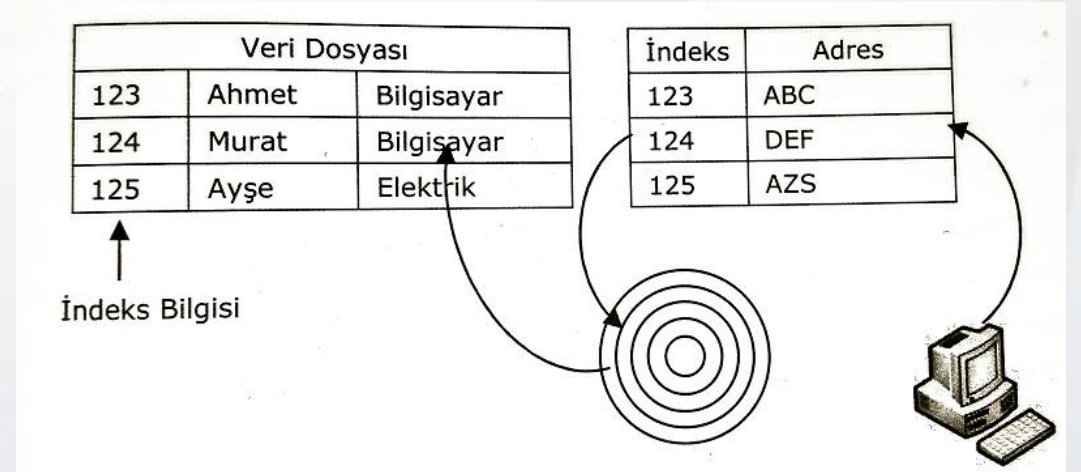 Veri Dosyası
123 Ahmet Bilgisayar
124 Murat Bilgisayar
125 Ayşe Elektrik
İndeks Bilgisi
İndeks Adres
123 ABC
124 DEF
125 AZS